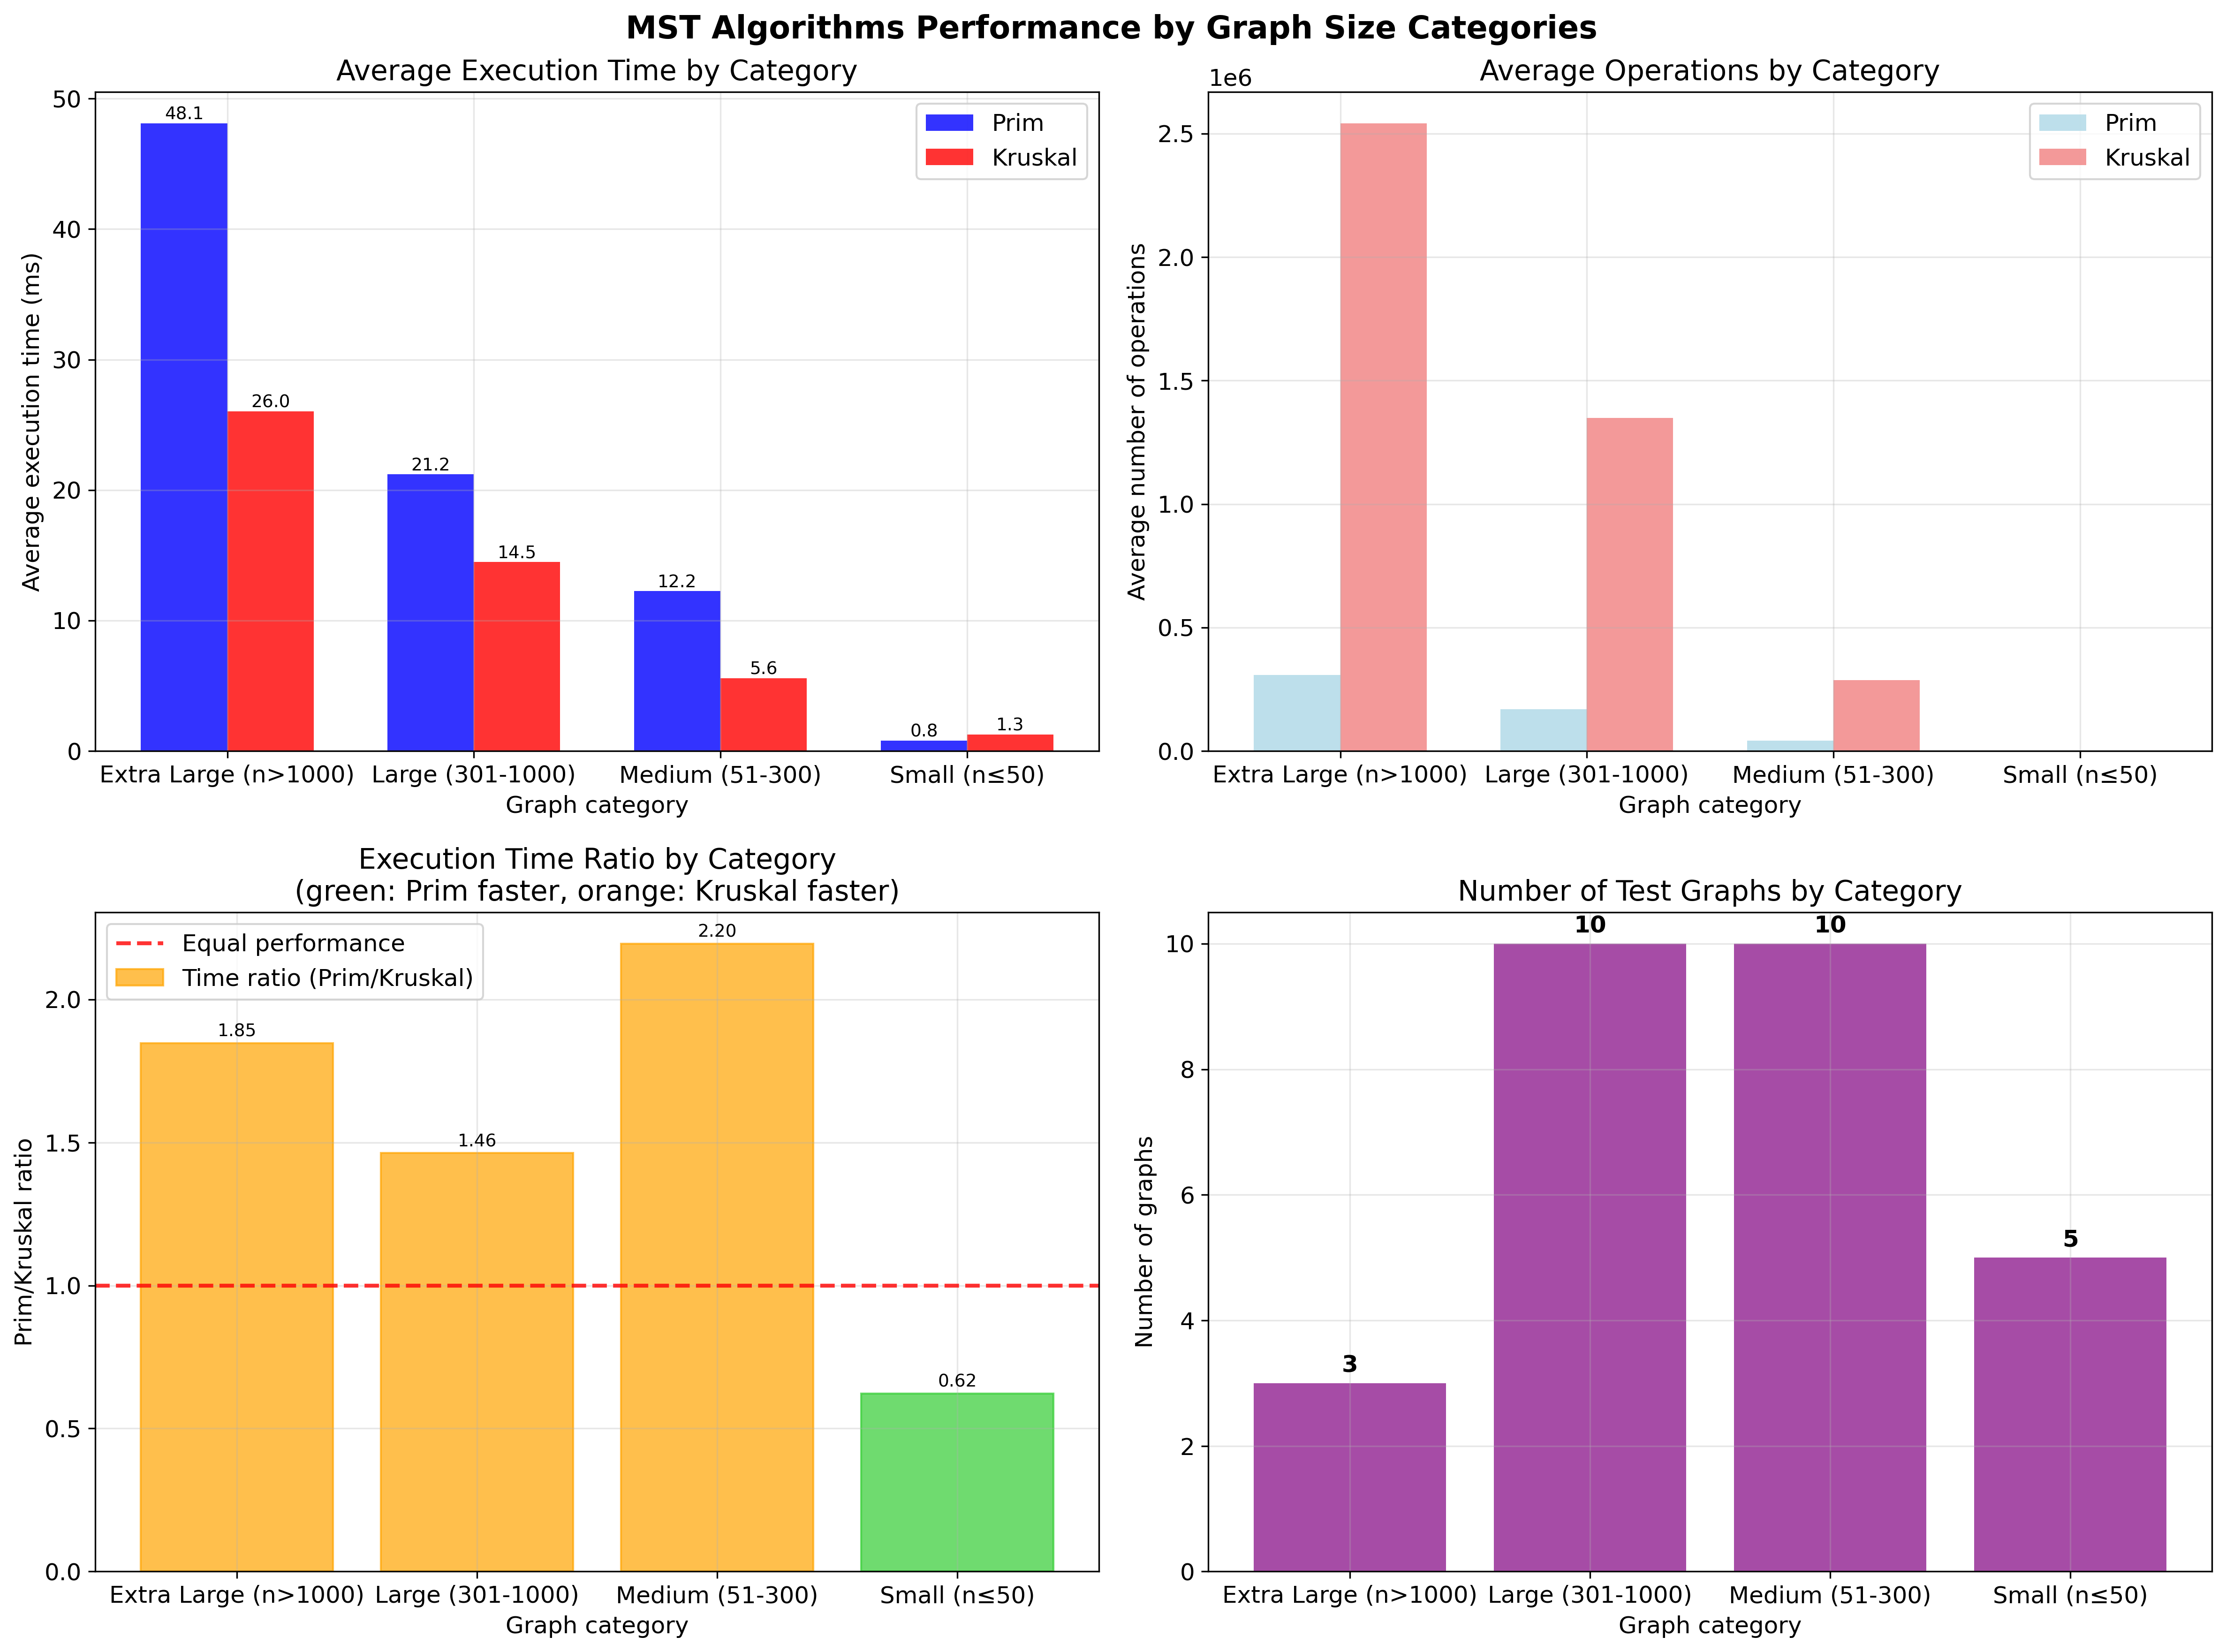 MST Algorithms Performance by Graph Size Categories
Average Execution Time by Category
50
40
30
20
10
0
Average execution time (ms)
48.1
26.0
21.2
14.5
12.2
5.6
0.8
1.3
Prim
Kruskal
Extra Large (n>1000)
Large (301-1000)
Medium (51-300)
Small (n≤50)
Graph category
Average Operations by Category
1e6
2.5
2.0
1.5
1.0
0.5
0.0
Average number of operations
Prim
Kruskal
Extra Large (n>1000)
Large (301-1000)
Medium (51-300)
Small (n≤50)
Graph category
Execution Time Ratio by Category
(green: Prim faster, orange: Kruskal faster)
2.0
1.5
1.0
0.5
0.0
Prim/Kruskal ratio
Equal performance
Time ratio (Prim/Kruskal)
1.85
1.46
2.20
0.62
Extra Large (n>1000)
Large (301-1000)
Medium (51-300)
Small (n≤50)
Graph category
Number of Test Graphs by Category
10
8
6
4
2
0
Number of graphs
3
10
10
5
Extra Large (n>1000)
Large (301-1000)
Medium (51-300)
Small (n≤50)
Graph category